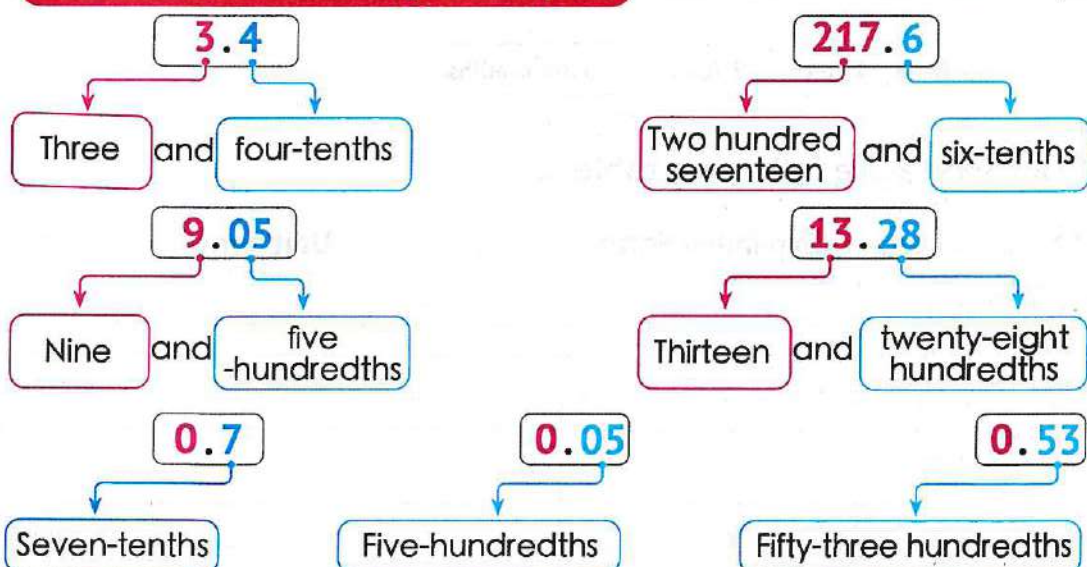 3.4
217.6
Three and four-tenths
Two hundred
seventeen and six-tenths
9.05
13.28
Nine and five
-hundredths
Thirteen and twenty-eight
hundredths
0.7
0.05
0.53
Seven-tenths
Five-hundredths
Fifty-three hundredths